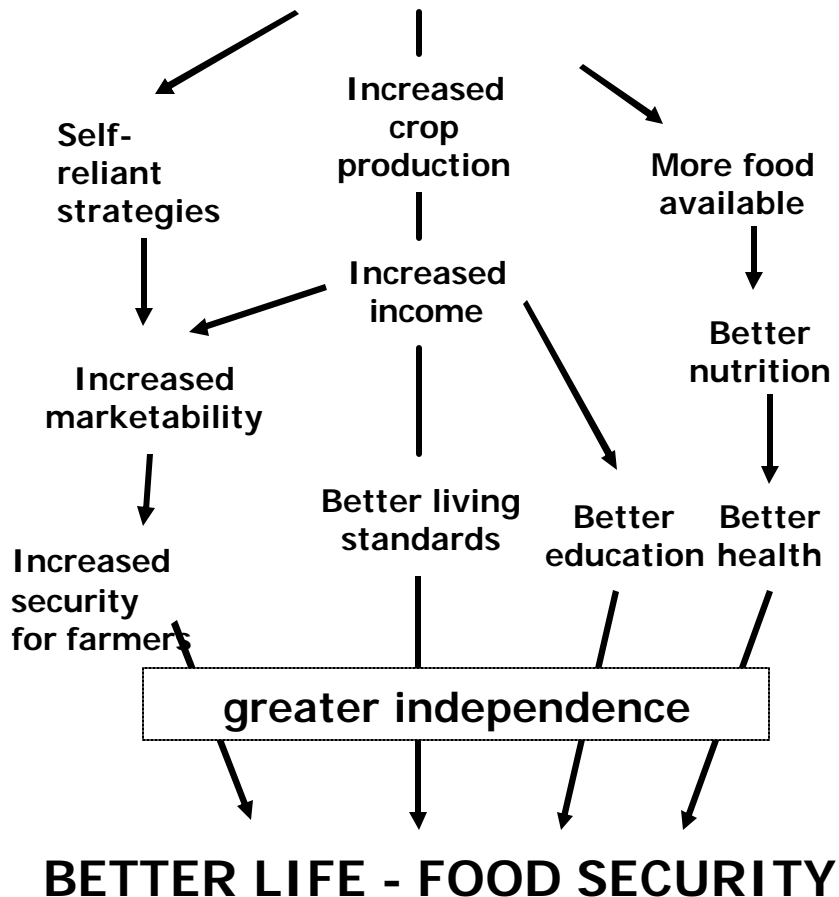 Increased
crop
production
Self-
reliant
strategies
More food
available
Increased
income
Better
nutrition
Increased
marketability
Better living
standards
Better
education
Better
health
Increased
security
for farmers
greater independence
BETTER LIFE - FOOD SECURITY